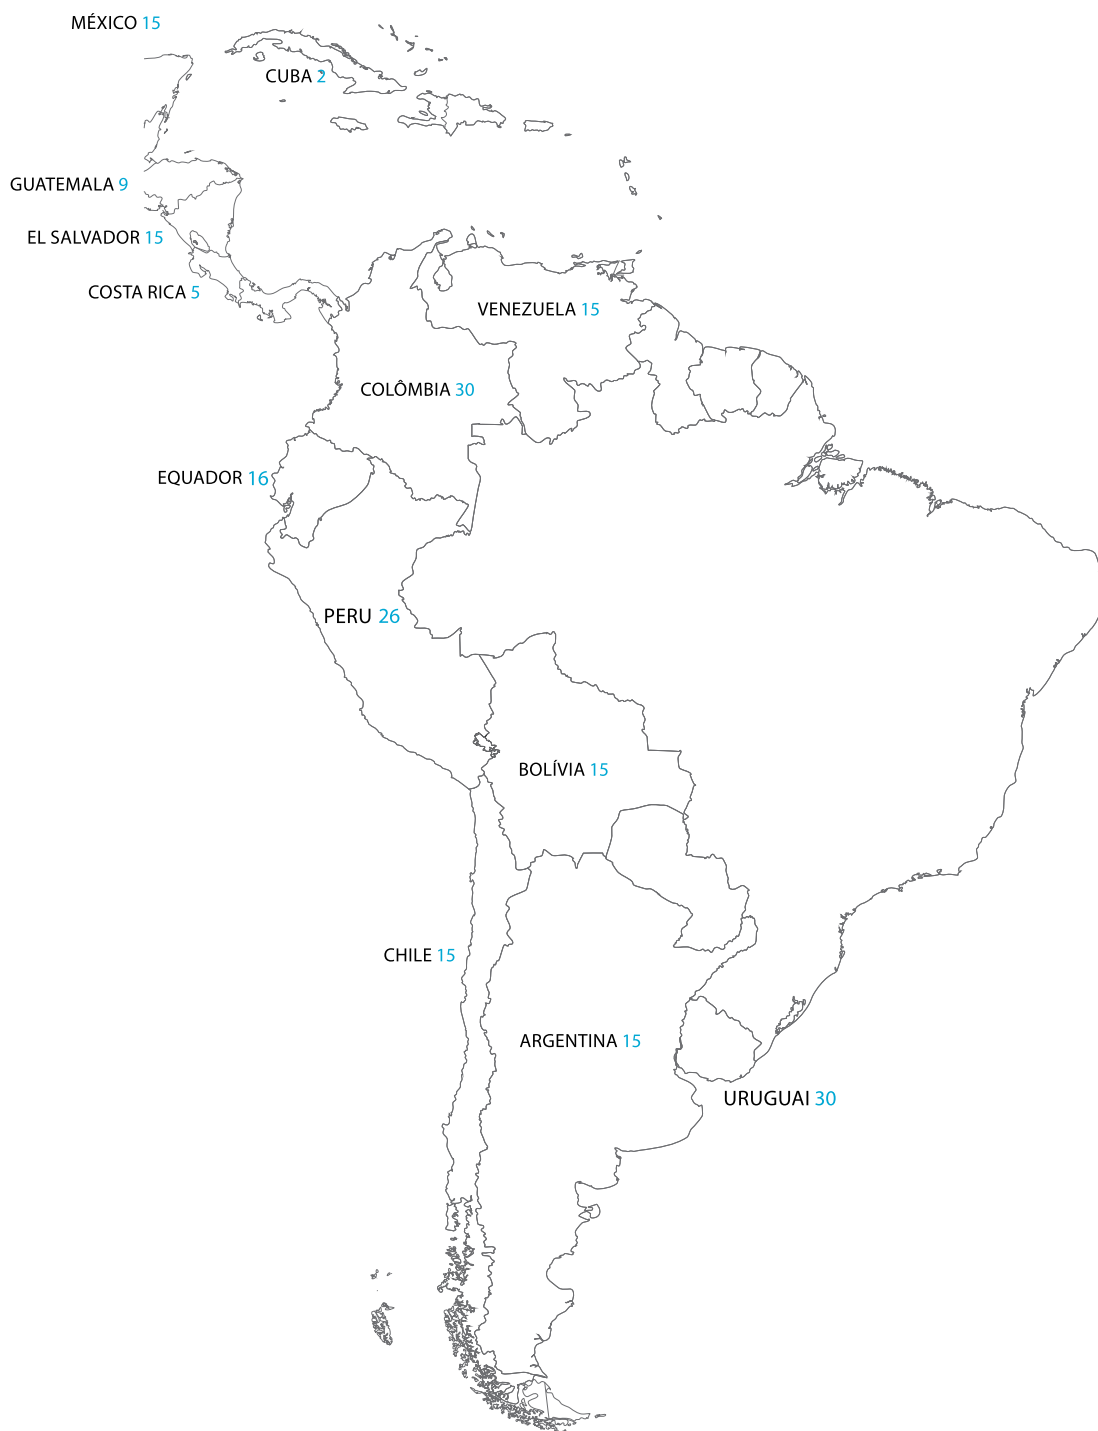 MÉXICO 15
CUBA 2
GUATEMALA 9
EL SALVADOR 15
COSTA RICA 5
VENEZUELA 15
COLÔMBIA 30
EQUADOR 16
PERU 26
BOLÍVIA 15
CHILE 15
ARGENTINA 15
URUGUAI 30